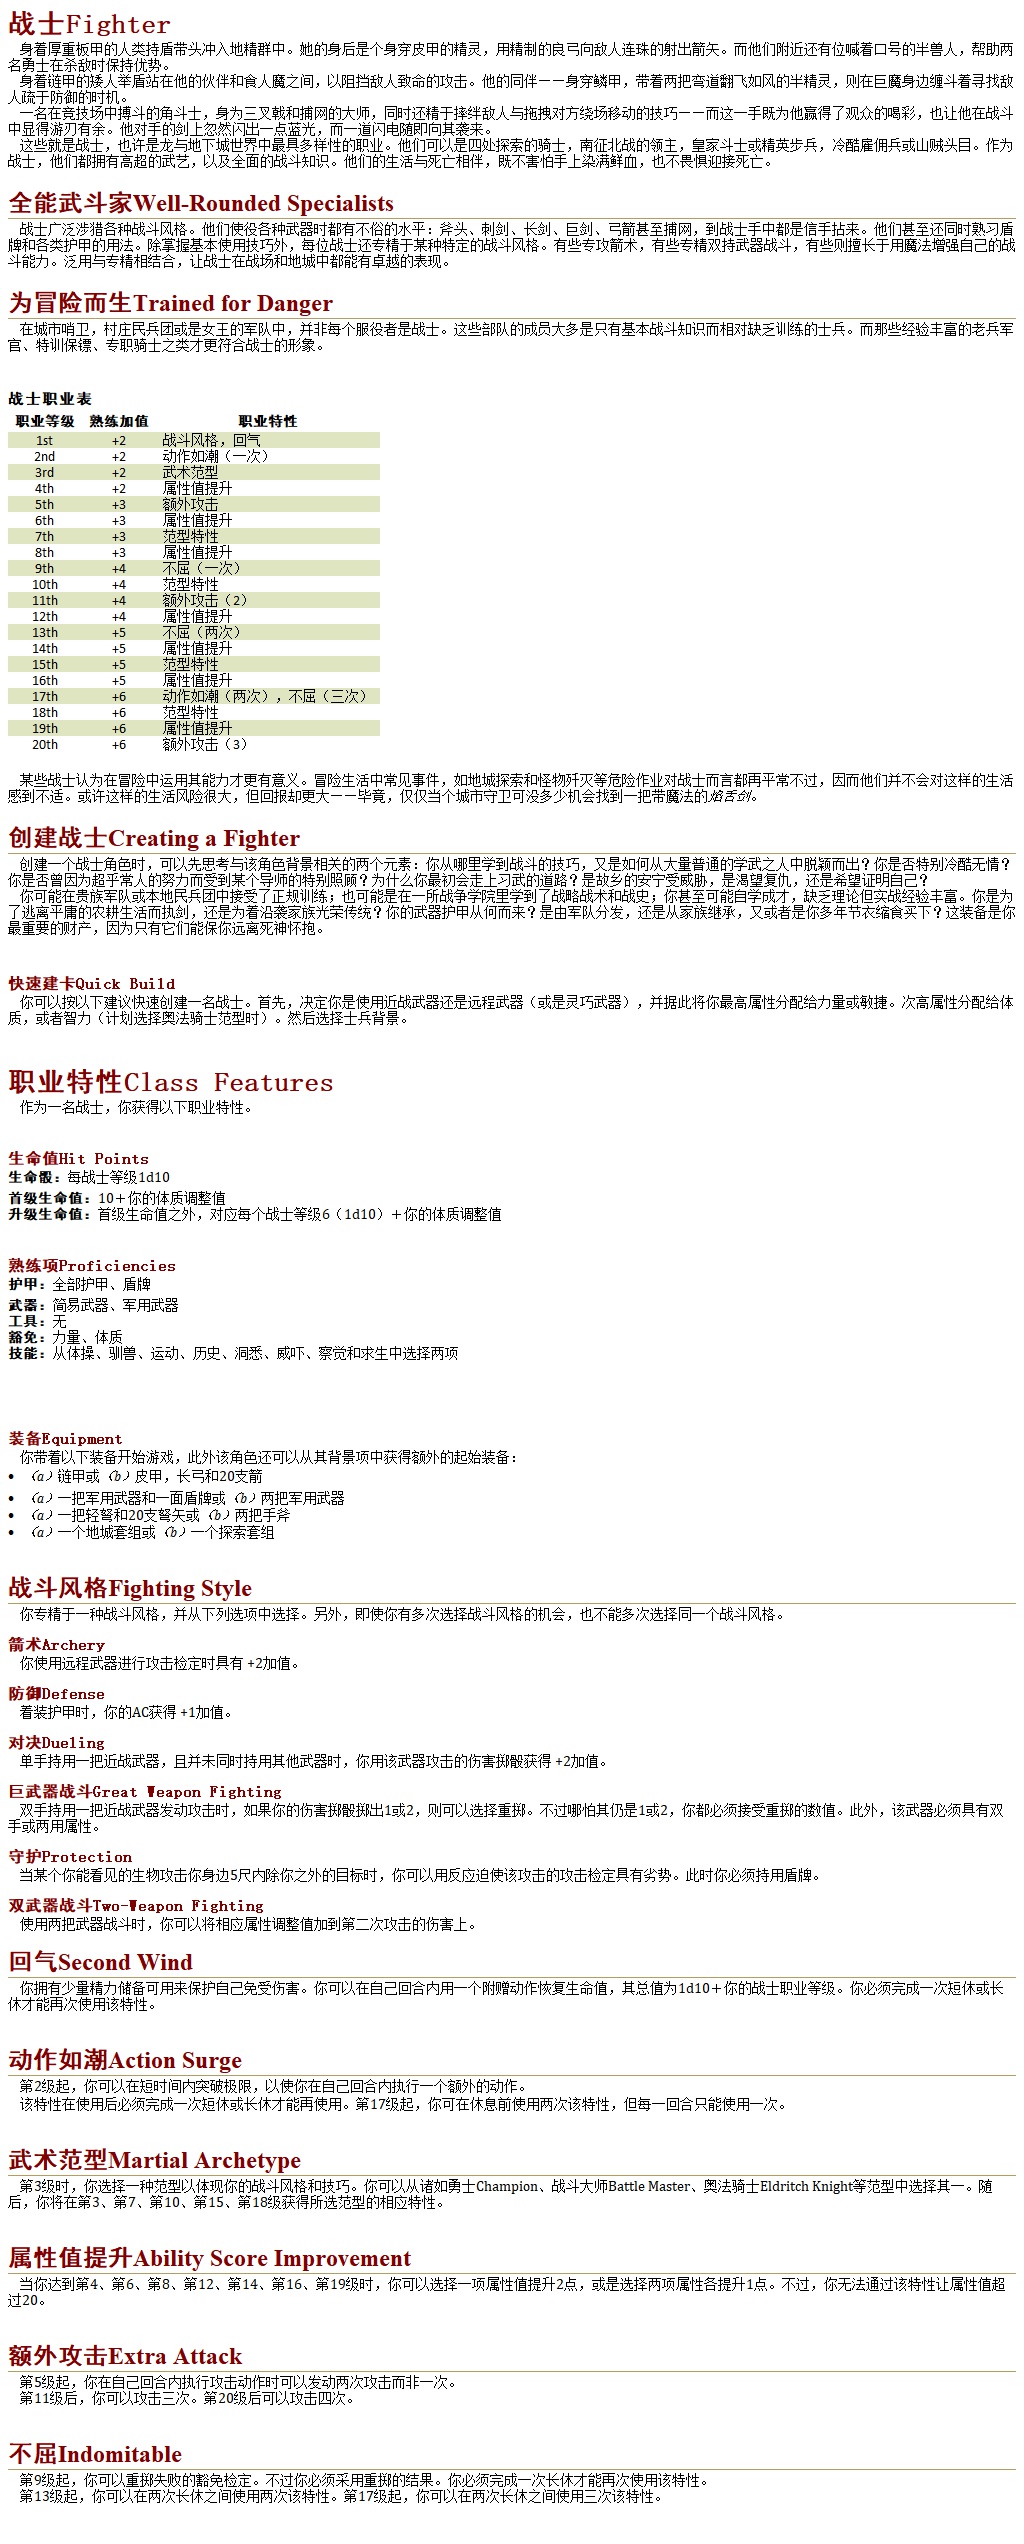 战士Fighter
身着厚重板甲的人类持盾带头冲入地精群中。她的身后是个身穿皮甲的精灵，用精制的良弓向敌人连珠的射出箭矢。而他们附近还有位喊着口号的半兽人，帮助两
名勇士在杀敌时保持优势。
身着链甲的矮人举盾站在他的伙伴和食人魔之间，以阻挡敌人致命的攻击。他的同伴——身穿鳞甲，带着两把弯道翻飞如风的半精灵，则在巨魔身边缠斗着寻找敌
人疏于防御的时机。
一名在竞技场中搏斗的角斗士，身为三叉戟和捕网的大师，同时还精于摔绊敌人与拖拽对方绕场移动的技巧——而这一手既为他赢得了观众的喝彩，也让他在战斗
中显得游刃有余。他对手的剑上忽然闪出一点蓝光，而一道闪电随即向其袭来。
这些就是战士，也许是龙与地下城世界中最具多样性的职业。他们可以是四处探索的骑士，南征北战的领主，皇家斗士或精英步兵，冷酷雇佣兵或山贼头目。作为
战士，他们都拥有高超的武艺，以及全面的战斗知识。他们的生活与死亡相伴，既不害怕手上染满鲜血，也不畏惧迎接死亡。
全能武斗家Well-Rounded Specialists
战士广泛涉猎各种战斗风格。他们使役各种武器时都有不俗的水平：斧头、刺剑、长剑、巨剑、弓箭甚至捕网，到战士手中都是信手拈来。他们甚至还同时熟习盾
牌和各类护甲的用法。除掌握基本使用技巧外，每位战士还专精于某种特定的战斗风格。有些专攻箭术，有些专精双持武器战斗，有些则擅长于用魔法增强自己的战
斗能力。泛用与专精相结合，让战士在战场和地城中都能有卓越的表现。
为冒险而生Trained for Danger
在城市哨卫，村庄民兵团或是女王的军队中，并非每个服役者是战士。这些部队的成员大多是只有基本战斗知识而相对缺乏训练的士兵。而那些经验丰富的老兵军
官、特训保镖、专职骑士之类才更符合战士的形象。
战士职业表
职业等级 熟练加值 职业特性
1st +2 战斗风格，回气
2nd +2 动作如潮（一次）
3rd +2 武术范型
4th +2 属性值提升
5th +3 额外攻击
6th +3 属性值提升
7th +3 范型特性
8th +3 属性值提升
9th +4 不屈（一次）
10th +4 范型特性
11th +4 额外攻击（2）
12th +4 属性值提升
13th +5 不屈（两次）
14th +5 属性值提升
15th +5 范型特性
16th +5 属性值提升
17th +6 动作如潮（两次），不屈（三次）
18th +6 范型特性
19th +6 属性值提升
20th +6 额外攻击（3）
某些战士认为在冒险中运用其能力才更有意义。冒险生活中常见事件，如地城探索和怪物歼灭等危险作业对战士而言都再平常不过，因而他们并不会对这样的生活
感到不适。或许这样的生活风险很大，但回报却更大——毕竟，仅仅当个城市守卫可没多少机会找到一把带魔法的焰舌剑。
创建战士Creating a Fighter
创建一个战士角色时，可以先思考与该角色背景相关的两个元素：你从哪里学到战斗的技巧，又是如何从大量普通的学武之人中脱颖而出？你是否特别冷酷无情？
你是否曾因为超乎常人的努力而受到某个导师的特别照顾？为什么你最初会走上习武的道路？是故乡的安宁受威胁，是渴望复仇，还是希望证明自己？
你可能在贵族军队或本地民兵团中接受了正规训练；也可能是在一所战争学院里学到了战略战术和战史；你甚至可能自学成才，缺乏理论但实战经验丰富。你是为
了逃离平庸的农耕生活而执剑，还是为着沿袭家族光荣传统？你的武器护甲从何而来？是由军队分发，还是从家族继承，又或者是你多年节衣缩食买下？这装备是你
最重要的财产，因为只有它们能保你远离死神怀抱。
快速建卡Quick Build
你可以按以下建议快速创建一名战士。首先，决定你是使用近战武器还是远程武器（或是灵巧武器），并据此将你最高属性分配给力量或敏捷。次高属性分配给体
质，或者智力（计划选择奥法骑士范型时）。然后选择士兵背景。
职业特性Class Features
作为一名战士，你获得以下职业特性。
生命值Hit Points
生命骰：每战士等级1d10
首级生命值：10＋你的体质调整值
升级生命值：首级生命值之外，对应每个战士等级6（1d10）＋你的体质调整值
熟练项Proficiencies
护甲：全部护甲、盾牌
武器：简易武器、军用武器
工具：无
豁免：力量、体质
技能：从体操、驯兽、运动、历史、洞悉、威吓、察觉和求生中选择两项
装备Equipment
你带着以下装备开始游戏，此外该角色还可以从其背景项中获得额外的起始装备：
• （a）链甲或（b）皮甲，长弓和20支箭
• （a）一把军用武器和一面盾牌或（b）两把军用武器
• （a）一把轻弩和20支弩矢或（b）两把手斧
• （a）一个地城套组或（b）一个探索套组
战斗风格Fighting Style
你专精于一种战斗风格，并从下列选项中选择。另外，即使你有多次选择战斗风格的机会，也不能多次选择同一个战斗风格。
箭术Archery
你使用远程武器进行攻击检定时具有 +2加值。
防御Defense
着装护甲时，你的AC获得 +1加值。
对决Dueling
单手持用一把近战武器，且并未同时持用其他武器时，你用该武器攻击的伤害掷骰获得 +2加值。
巨武器战斗Great Weapon Fighting
双手持用一把近战武器发动攻击时，如果你的伤害掷骰掷出1或2，则可以选择重掷。不过哪怕其仍是1或2，你都必须接受重掷的数值。此外，该武器必须具有双
手或两用属性。
守护Protection
当某个你能看见的生物攻击你身边5尺内除你之外的目标时，你可以用反应迫使该攻击的攻击检定具有劣势。此时你必须持用盾牌。
双武器战斗Two-Weapon Fighting
使用两把武器战斗时，你可以将相应属性调整值加到第二次攻击的伤害上。
回气Second Wind
你拥有少量精力储备可用来保护自己免受伤害。你可以在自己回合内用一个附赠动作恢复生命值，其总值为1d10＋你的战士职业等级。你必须完成一次短休或长
休才能再次使用该特性。
动作如潮Action Surge
第2级起，你可以在短时间内突破极限，以使你在自己回合内执行一个额外的动作。
该特性在使用后必须完成一次短休或长休才能再使用。第17级起，你可在休息前使用两次该特性，但每一回合只能使用一次。
武术范型Martial Archetype
第3级时，你选择一种范型以体现你的战斗风格和技巧。你可以从诸如勇士Champion、战斗大师Battle Master、奥法骑士Eldritch Knight等范型中选择其一。随
后，你将在第3、第7、第10、第15、第18级获得所选范型的相应特性。
属性值提升Ability Score Improvement
当你达到第4、第6、第8、第12、第14、第16、第19级时，你可以选择一项属性值提升2点，或是选择两项属性各提升1点。不过，你无法通过该特性让属性值超
过20。
额外攻击Extra Attack
第5级起，你在自己回合内执行攻击动作时可以发动两次攻击而非一次。
第11级后，你可以攻击三次。第20级后可以攻击四次。
不屈Indomitable
第9级起，你可以重掷失败的豁免检定。不过你必须采用重掷的结果。你必须完成一次长休才能再次使用该特性。
第13级起，你可以在两次长休之间使用两次该特性。第17级起，你可以在两次长休之间使用三次该特性。